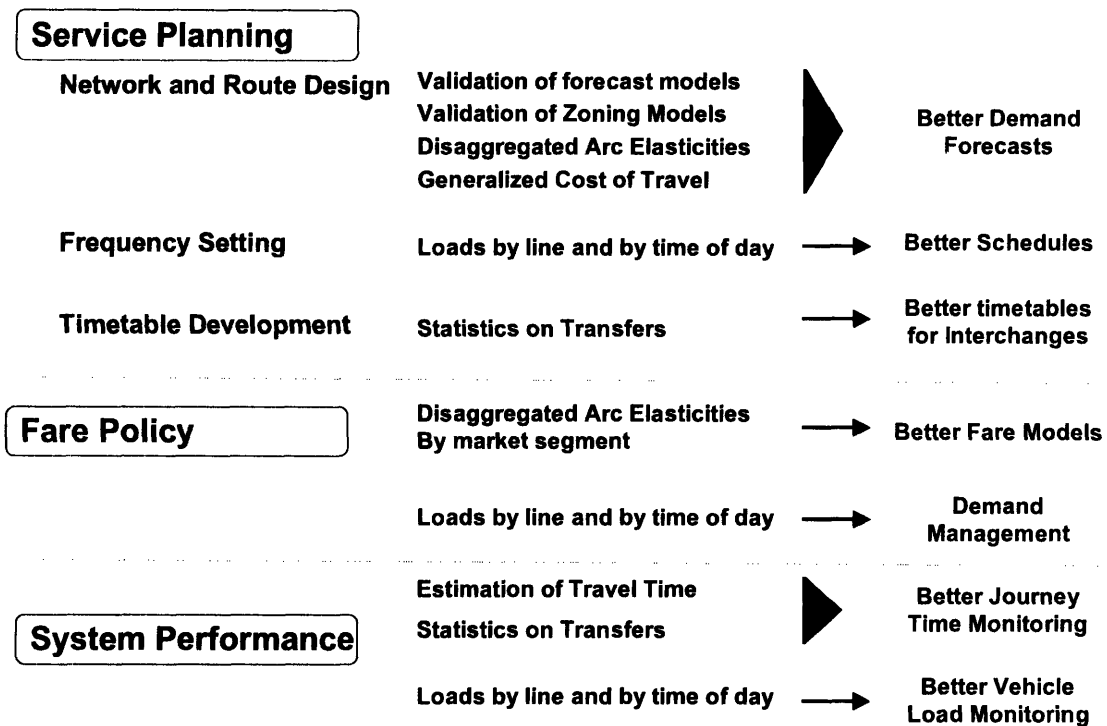 Service Planning
Network and Route Design
Validation of forecast models
Validation of Zoning Models
Disaggregated Arc Elasticities
Generalized Cost of Travel
Better Demand
Forecasts
Frequency Setting
Loads by line and by time of day
Better Schedules
Timetable Development
Statistics on Transfers
Better timetables
for Interchanges
Fare Policy
Disaggregated Arc Elasticities
By market segment
Better Fare Models
Loads by line and by time of day
Demand
Management
System Performance
Estimation of Travel Time
Statistics on Transfers
Better Journey
Time Monitoring
Loads by line and by time of day
Better Vehicle
Load Monitoring